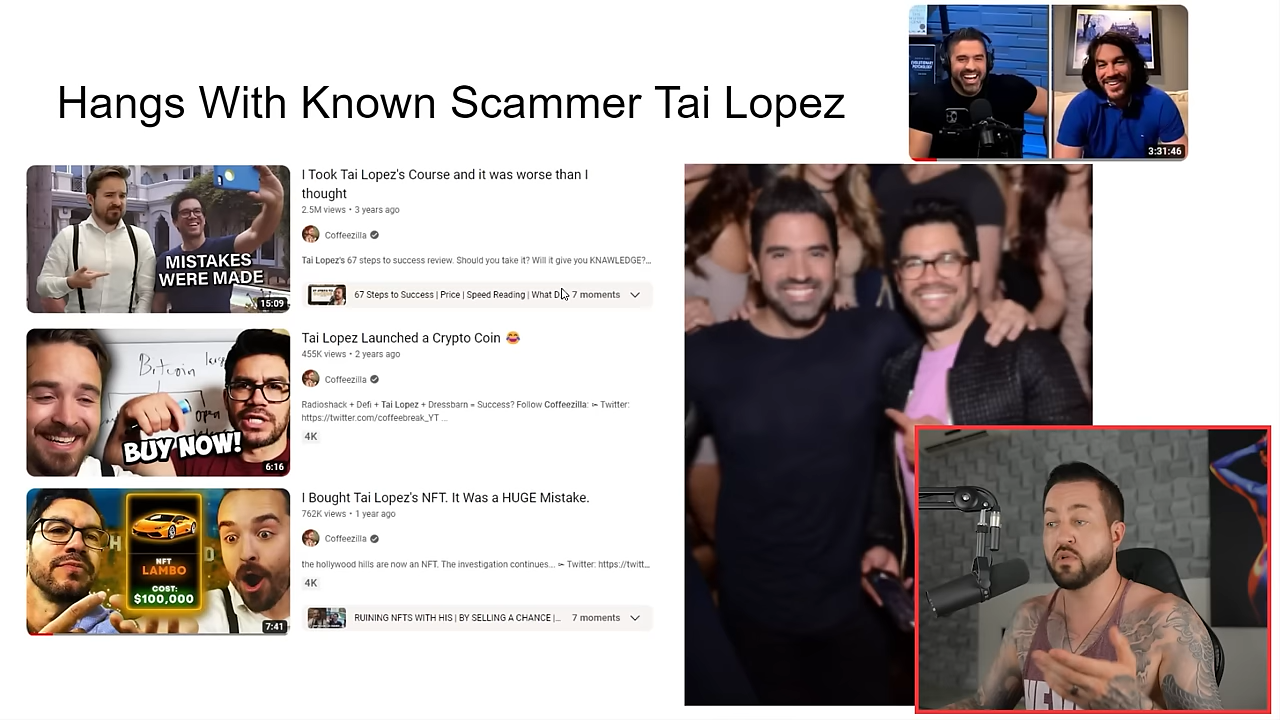 Hangs With Known Scammer Tai Lopez
3:31:46
MISTAKES
WERE MADE
15:09
I Took Tai Lopez's Course and it was worse than I
thought
2.5M views • 3 years ago
Coffeezilla
Tai Lopez's 67 steps to success review. Should you take it? Will it give you KNAWLEDGE?...
67 Steps to Success | Price | Speed Reading | What D
7 moments
Bitcoin
BUY NOW!
6:16
Tai Lopez Launched a Crypto Coin 😂
455K views • 2 years ago
Coffeezilla
Radioshack + Defi + Tai Lopez + Dressbarn = Success? Follow Coffeezilla: ➣ Twitter:
https://twitter.com/coffeebreak_YT ...
4K
NFT
LAMBO
COST:
$100,000
7:41
I Bought Tai Lopez's NFT. It Was a HUGE Mistake.
762K views • 1 year ago
Coffeezilla
the hollywood hills are now an NFT. The investigation continues... ➣ Twitter: https://twitt...
4K
RUINING NFTS WITH HIS | BY SELLING A CHANCE |...
7 moments